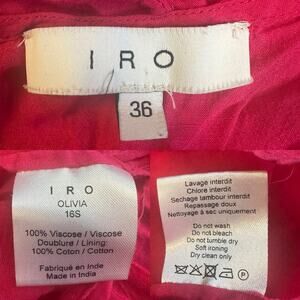 IRO
36
IRO
OLIVIA
16S
100% Viscose / Viscose
Doublure / Lining:
100% Coton / Cotton
Fabriqué en Inde
Made in India
Lavage interdit
Chlore interdit
Séchage tambour interdit
Repassage doux
Nettoyage à sec uniquement
Do not wash
Do not bleach
Do not tumble dry
Soft ironing
Dry clean only
P